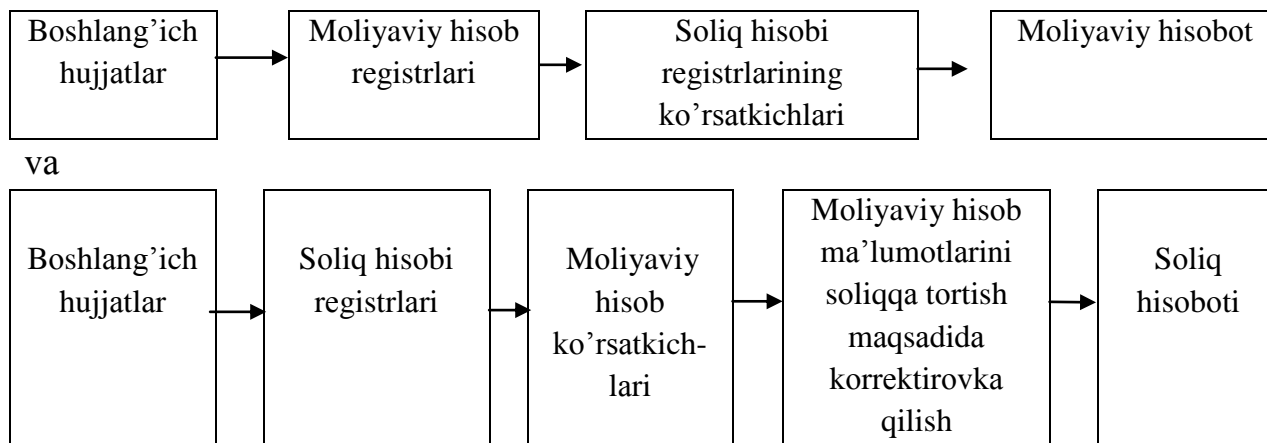 Boshlang’ich
hujjatlar
Moliyaviy hisob
registrlari
Soliq hisobi
registrlarining
ko’rsatkichlari
Moliyaviy hisobot
va
Boshlang’ich
hujjatlar
Soliq hisobi
registrlari
Moliyaviy
hisob
ko’rsatkich-
lari
Moliyaviy hisob
ma’lumotlarini
soliqqa tortish
maqsadida
korrektirovka
qilish
Soliq
hisoboti